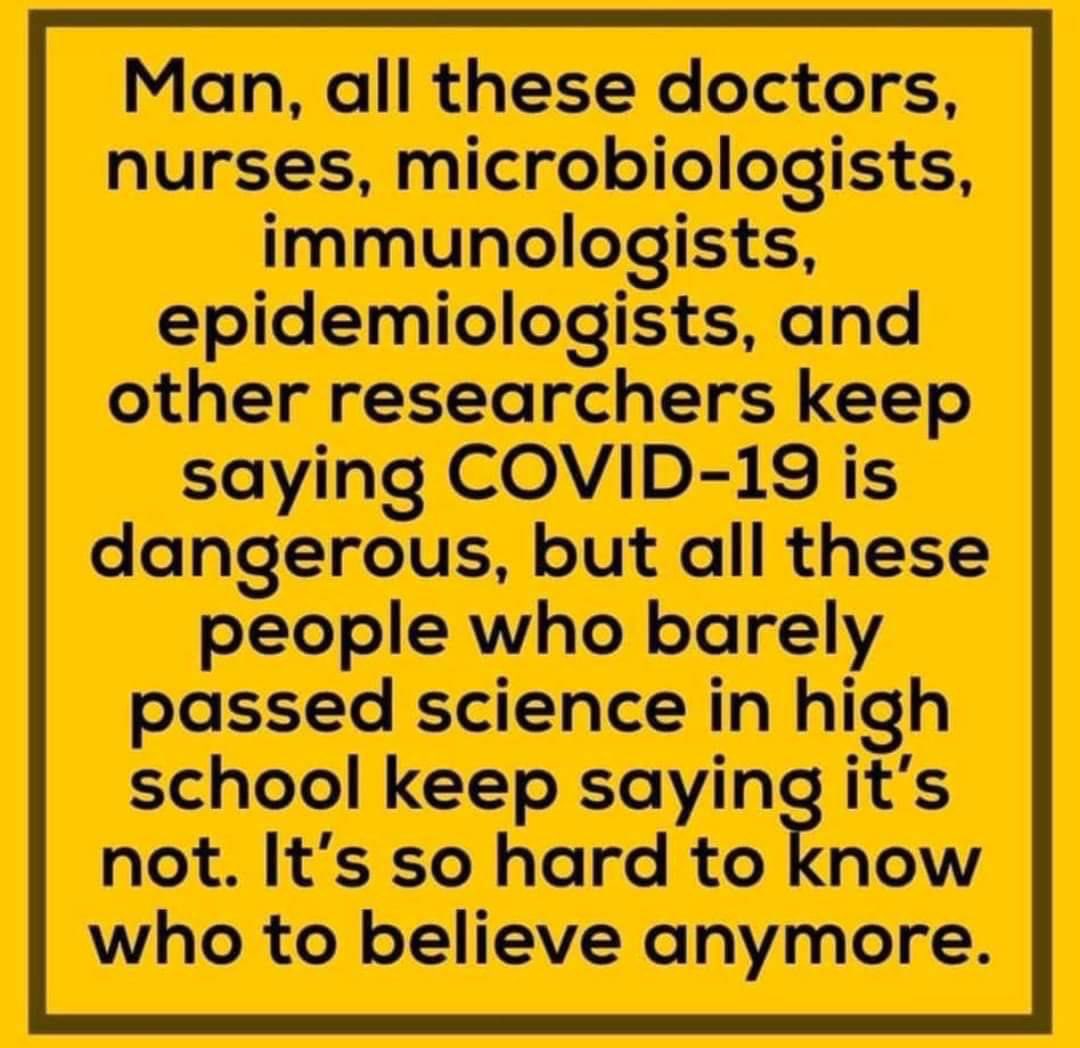 Man, all these doctors,
nurses, microbiologists,
immunologists,
epidemiologists, and
other researchers keep
saying COVID-19 is
dangerous, but all these
people who barely
passed science in high
school keep saying it’s
not. It’s so hard to know
who to believe anymore.